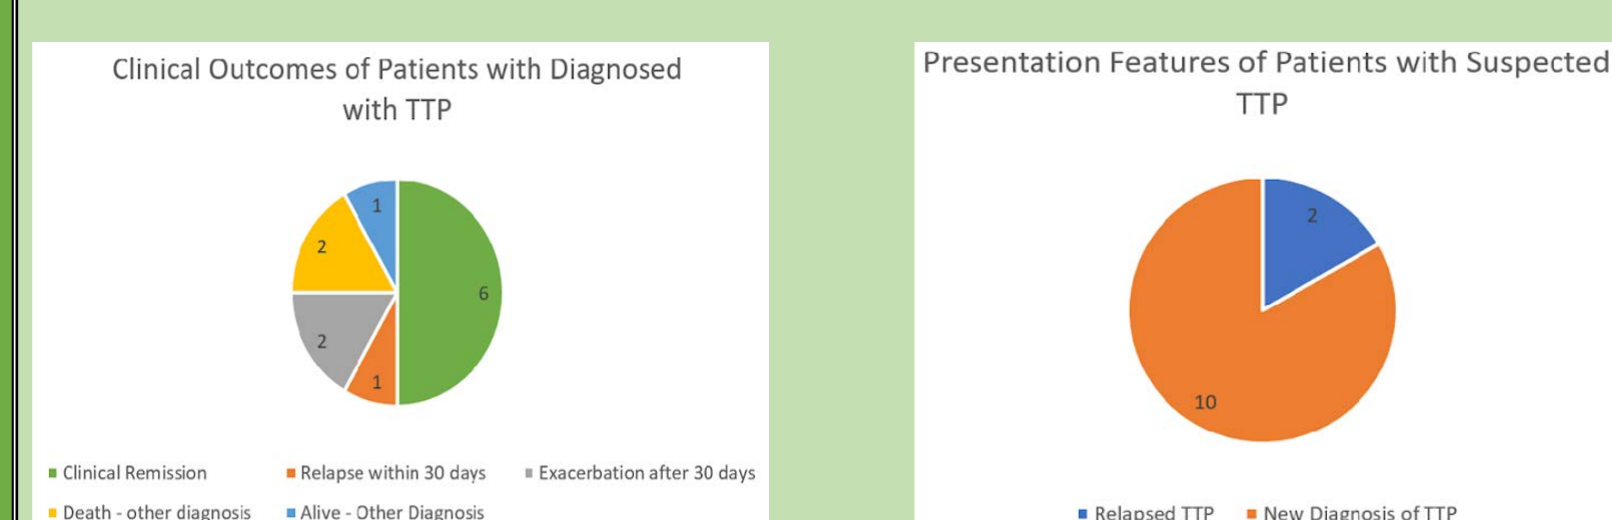 Clinical Outcomes of Patients with Diagnosed
with TTP
1
2
6
2
1
Clinical Remission
Relapse within 30 days
Exacerbation after 30 days
Death - other diagnosis
Alive - Other Diagnosis
Presentation Features of Patients with Suspected
TTP
2
10
Relapsed TTP
New Diagnosis of TTP